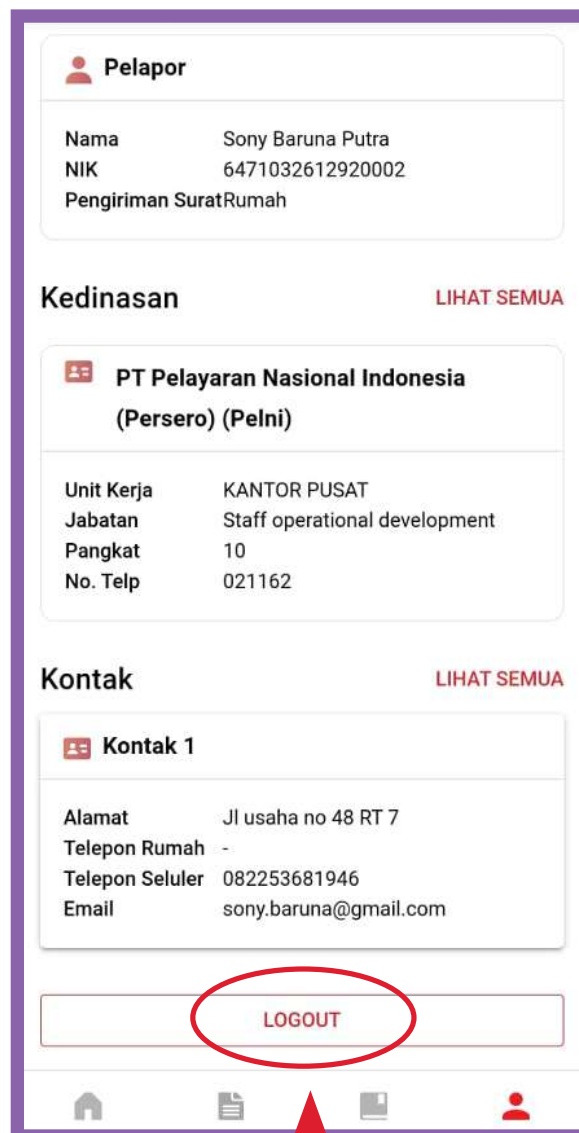 Pelapor
Nama Sony Baruna Putra
NIK 6471032612920002
Pengiriman Surat Rumah
Kedinasan LIHAT SEMUA
PT Pelayaran Nasional Indonesia
(Persero) (Pelni)
Unit Kerja KANTOR PUSAT
Jabatan Staff operational development
Pangkat 10
No. Telp 021162
Kontak LIHAT SEMUA
Kontak 1
Alamat Jl usaha no 48 RT 7
Telepon Rumah -
Telepon Seluler 082253681946
Email sony.baruna@gmail.com
LOGOUT